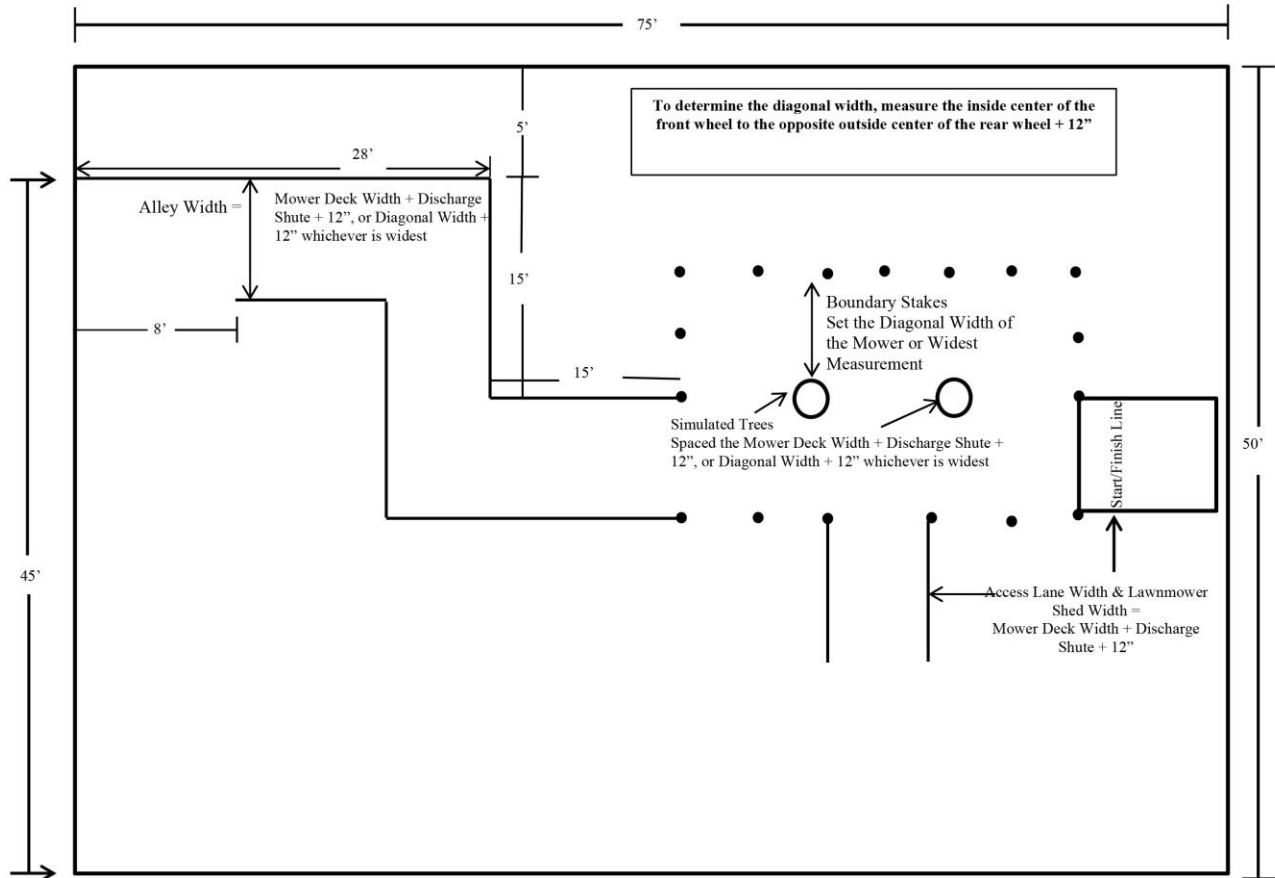 75’
To determine the diagonal width, measure the inside center of the
front wheel to the opposite outside center of the rear wheel + 12”
5’
28’
Alley Width =
Mower Deck Width + Discharge
Shute + 12”, or Diagonal Width +
12” whichever is widest
15’
8’
Boundary Stakes
Set the Diagonal Width of
the Mower or Widest
Measurement
15’
Simulated Trees
Spaced the Mower Deck Width + Discharge Shute +
12”, or Diagonal Width + 12” whichever is widest
Start/Finish Line
50’
45’
Access Lane Width & Lawnmower
Shed Width =
Mower Deck Width + Discharge
Shute + 12”